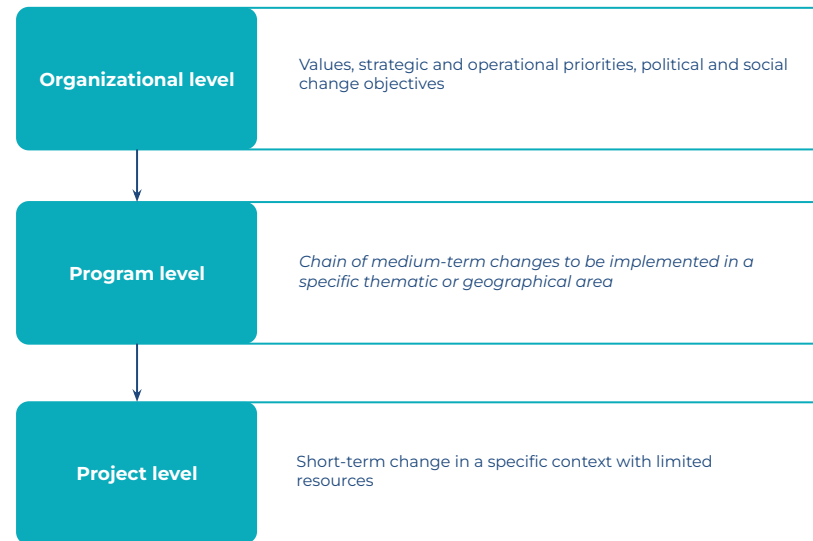 Organizational level
Values, strategic and operational priorities, political and social
change objectives
Program level
Chain of medium-term changes to be implemented in a
specific thematic or geographical area
Project level
Short-term change in a specific context with limited
resources